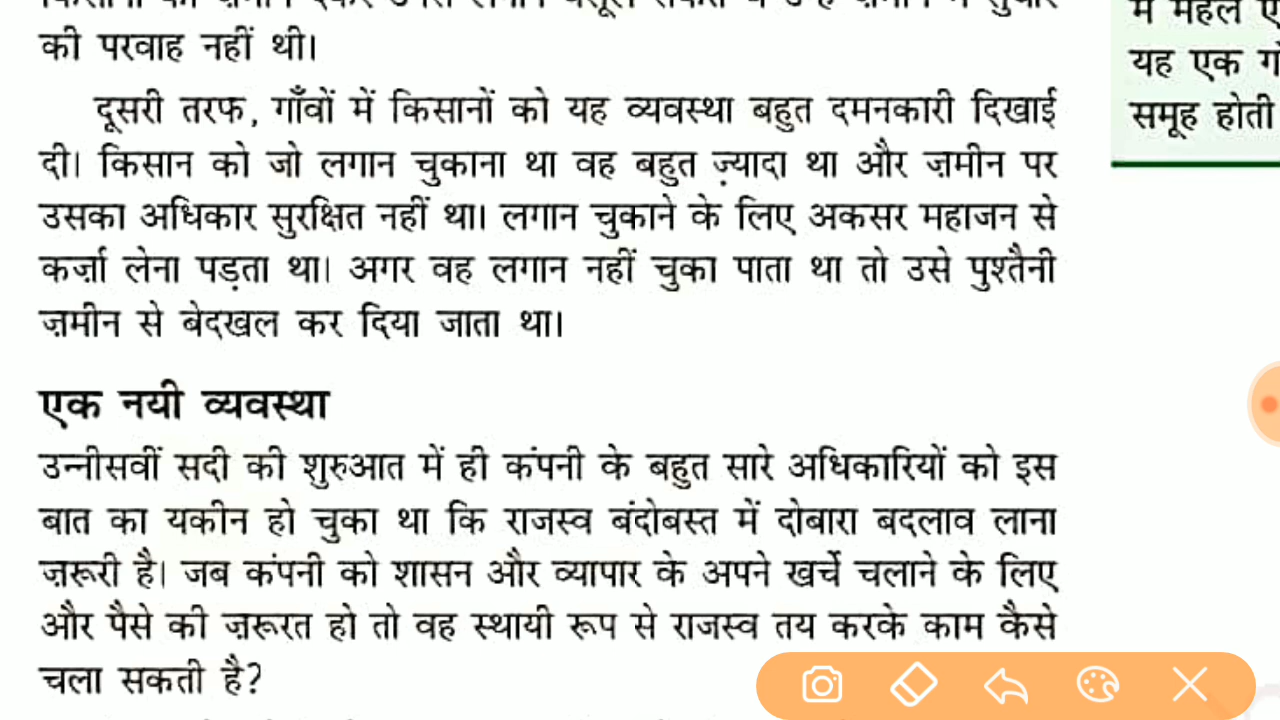 की परवाह नहीं थी।
दूसरी तरफ, गाँवों में किसानों को यह व्यवस्था बहुत दमनकारी दिखाई
दी। किसान को जो लगान चुकाना था वह बहुत ज़्यादा था और ज़मीन पर
उसका अधिकार सुरक्षित नहीं था। लगान चुकाने के लिए अकसर महाजन से
कर्ज़ा लेना पड़ता था। अगर वह लगान नहीं चुका पाता था तो उसे पुश्तैनी
ज़मीन से बेदखल कर दिया जाता था।
एक नयी व्यवस्था
उन्नीसवीं सदी की शुरुआत में ही कंपनी के बहुत सारे अधिकारियों को इस
बात का यकीन हो चुका था कि राजस्व बंदोबस्त में दोबारा बदलाव लाना
ज़रूरी है। जब कंपनी को शासन और व्यापार के अपने खर्चे चलाने के लिए
और पैसे की ज़रूरत हो तो वह स्थायी रूप से राजस्व तय करके काम कैसे
चला सकती है?
में महल
यह एक
समूह होती